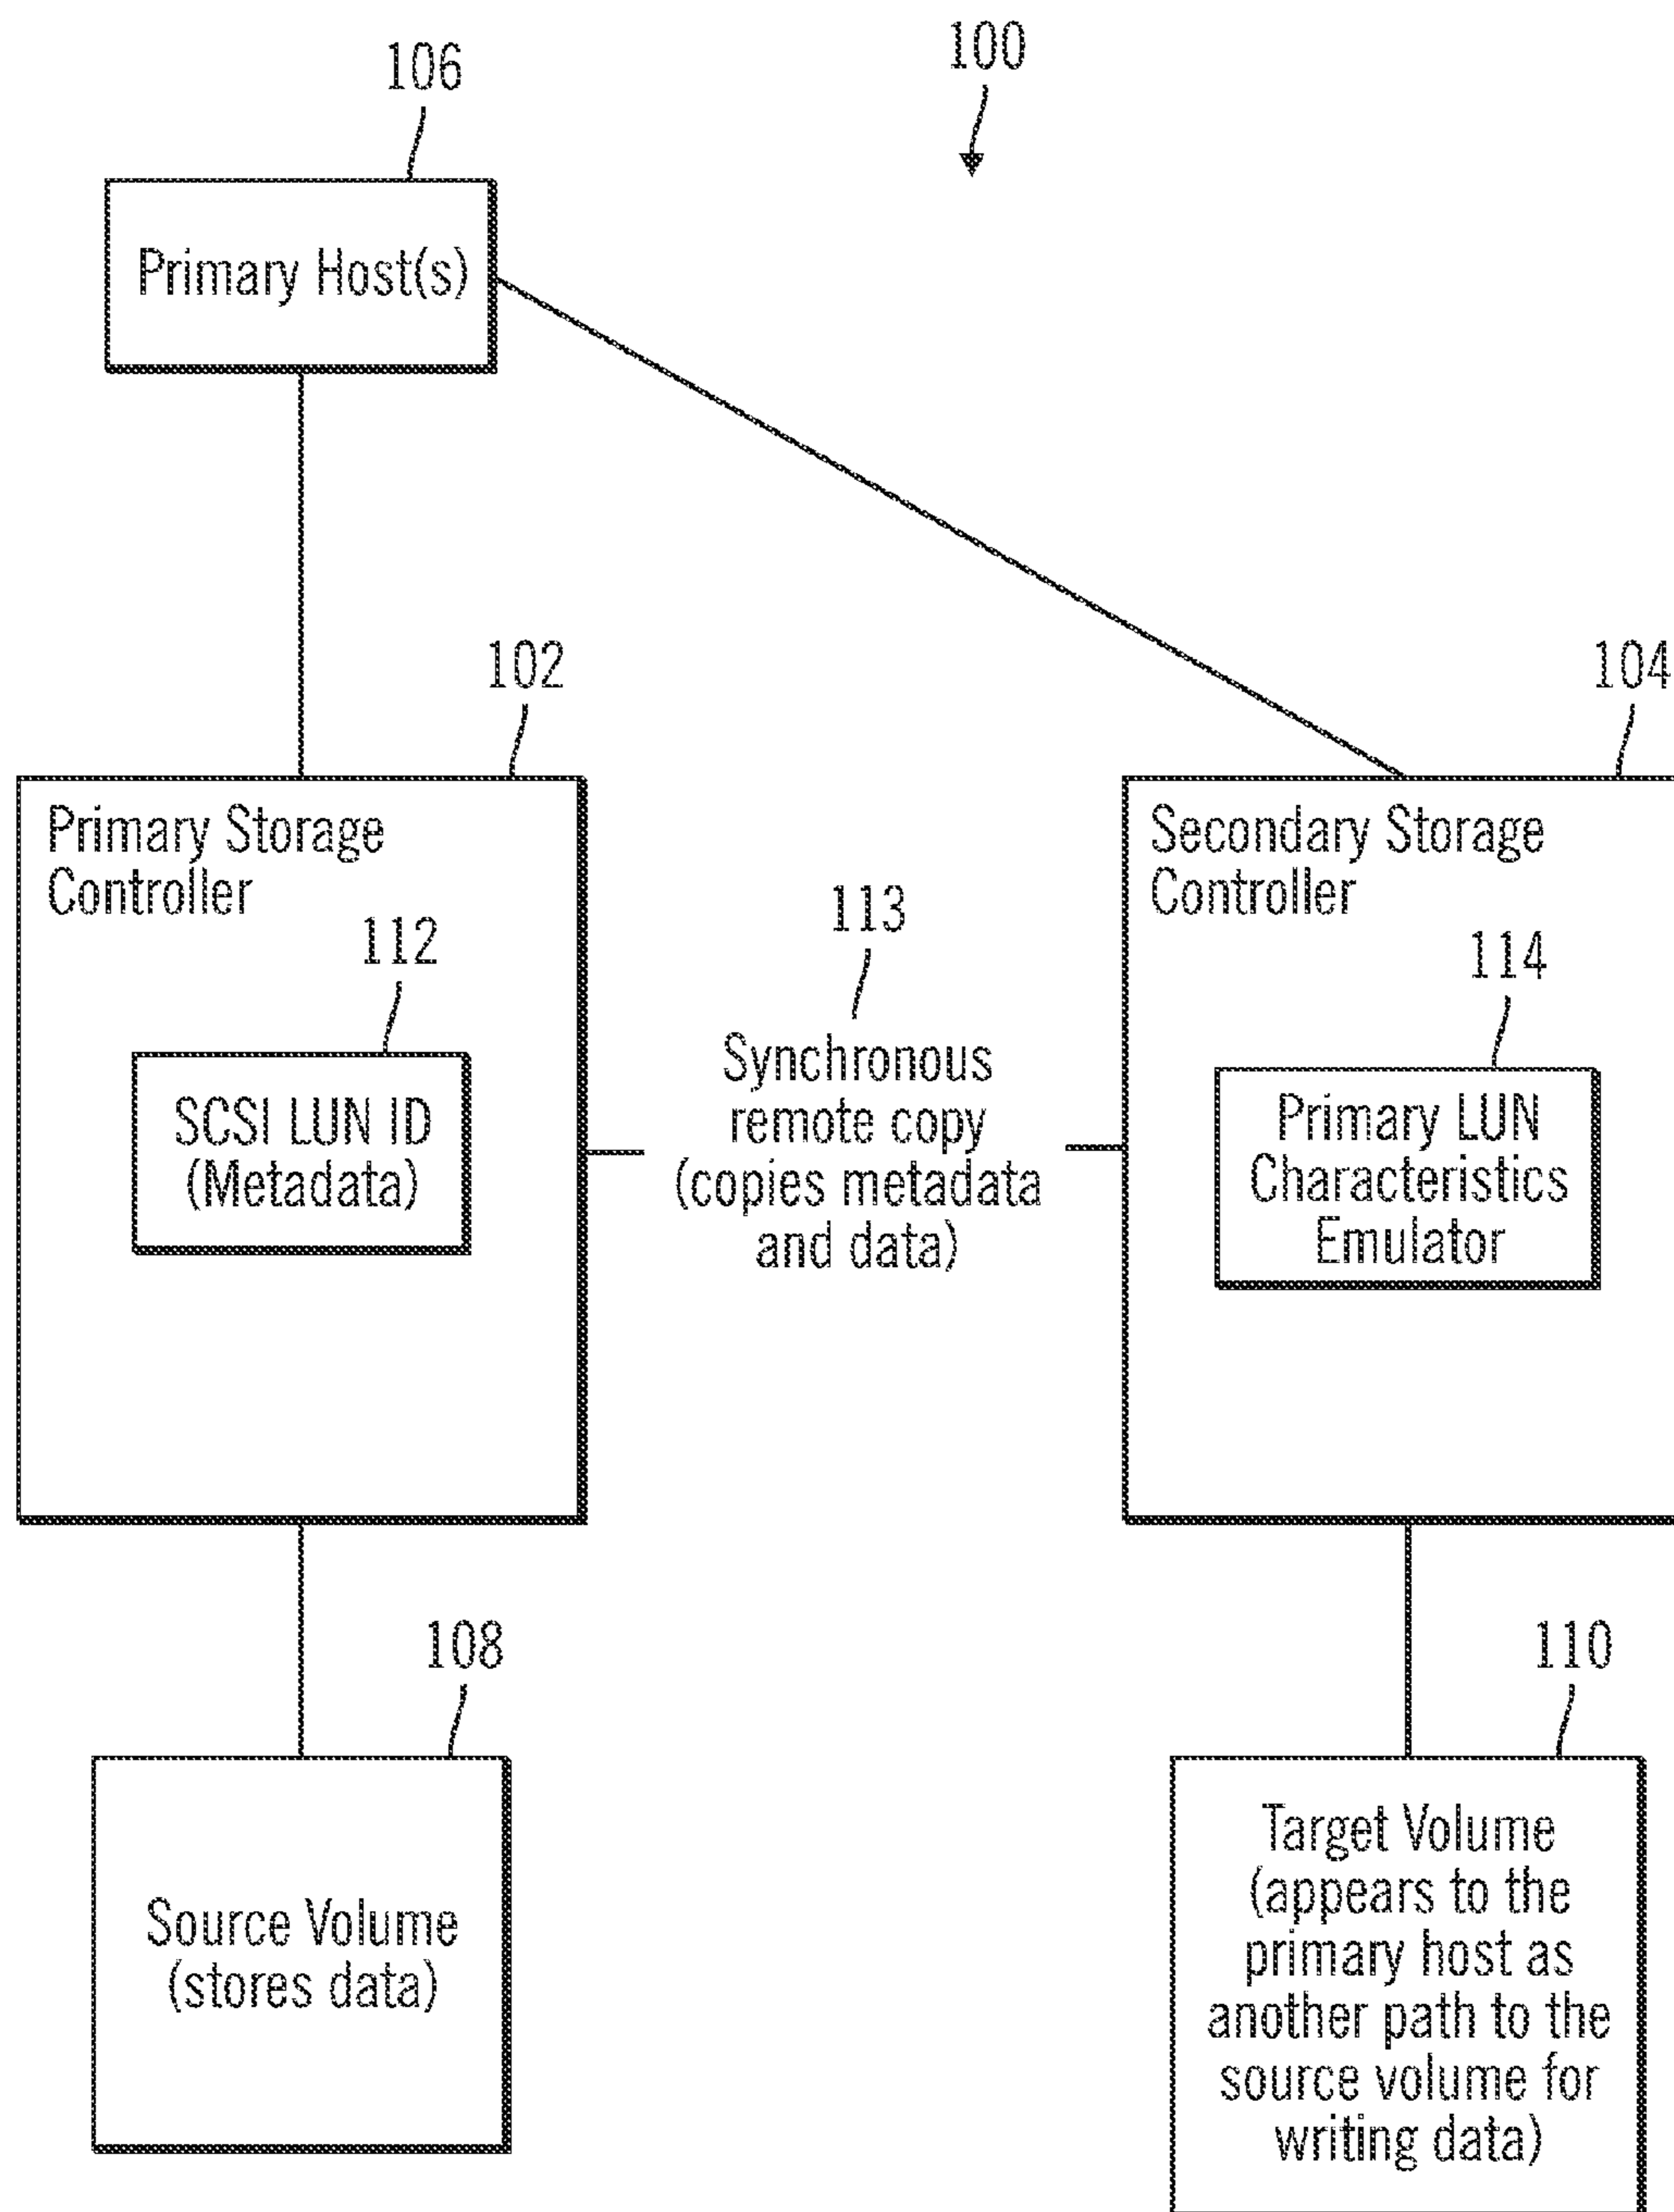 100
106
Primary Host(s)
102
104
Primary Storage
Controller
112
SCSI LUN ID
(Metadata)
113
Synchronous
remote copy
(copies metadata
and data)
Secondary Storage
Controller
114
Primary LUN
Characteristics
Emulator
108
Source Volume
(stores data)
110
Target Volume
(appears to the
primary host as
another path to the
source volume for
writing data)